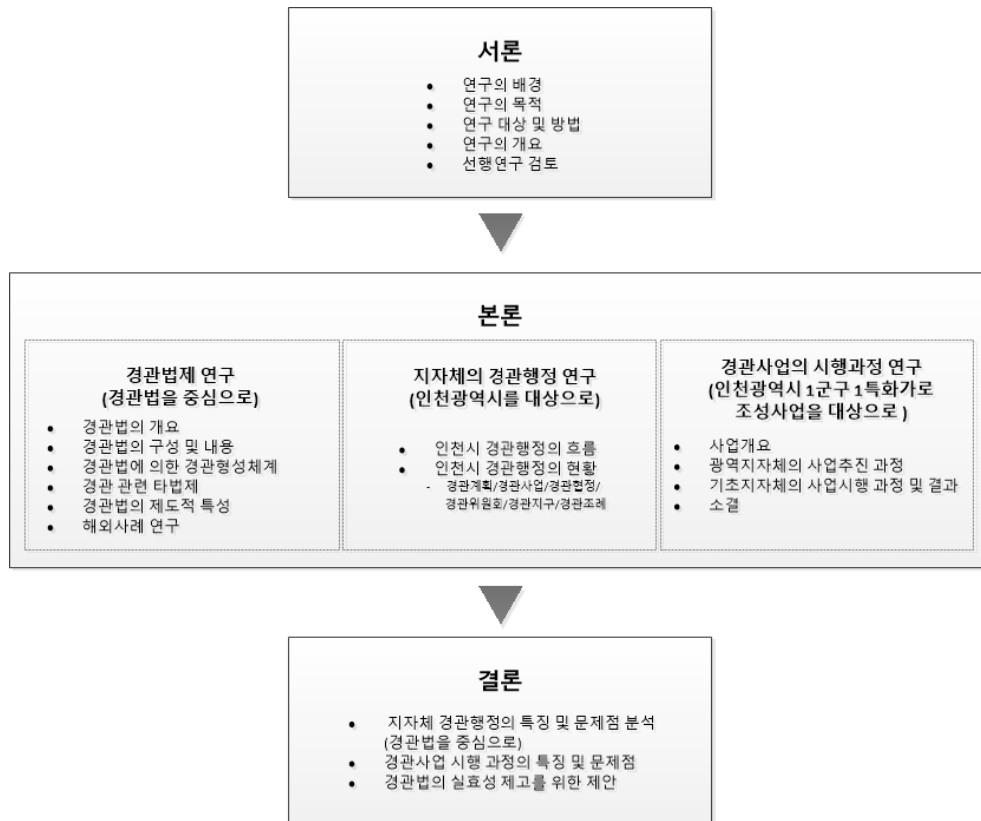 서론
• 연구의 배경
• 연구의 목적
• 연구 대상 및 방법
• 연구의 개요
• 선행연구 검토
본론
경관법제 연구
(경관법을 중심으로)
• 경관법의 개요
• 경관법의 구성 및 내용
• 경관법에 의한 경관형성체계
• 경관 관련 타법제
• 경관법의 제도적 특성
• 해외사례 연구
지자체의 경관행정 연구
(인천광역시를 대상으로)
• 인천시 경관행정의 흐름
• 인천시 경관행정의 현황
- 경관계획/경관사업/경관협정/
경관위원회/경관지구/경관조례
경관사업의 시행과정 연구
(인천광역시 1군구 1특화가로
조성사업을 대상으로 )
• 사업개요
• 광역지자체의 사업추진 과정
• 기초지자체의 사업시행 과정 및 결과
• 소결
결론
• 지자체 경관행정의 특징 및 문제점 분석
(경관법을 중심으로)
• 경관사업 시행 과정의 특징 및 문제점
• 경관법의 실효성 제고를 위한 제안